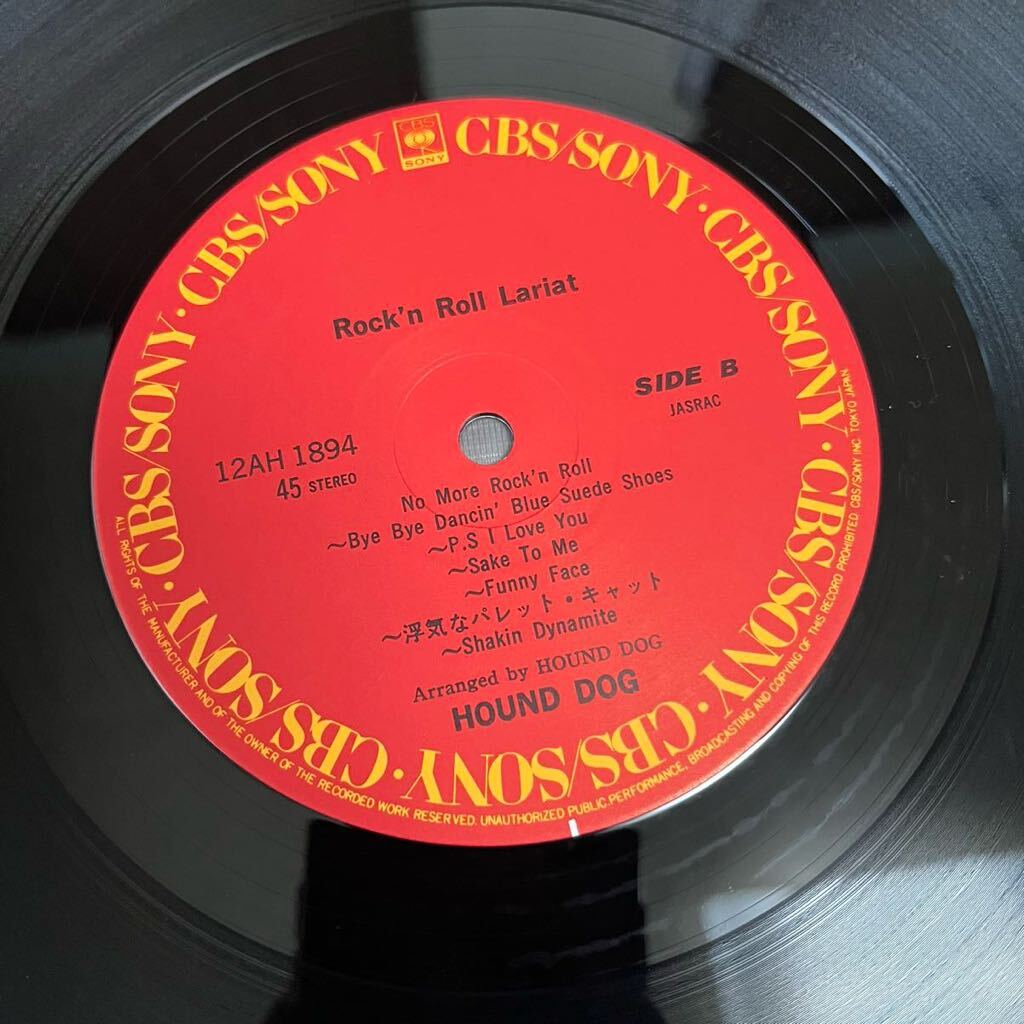 CBS
SONY
CBS/SONY · CBS/SONY · CBS/SONY · CBS/SONY · CBS/SONY · CBS/SONY · CBS/SONY · CBS/SONY
Rock'n Roll Lariat
SIDE B
JASRAC
12AH 1894
45 STEREO
No More Rock'n Roll
~Bye Bye Dancin' Blue Suede Shoes
~P.S I Love You
~Sake To Me
~Funny Face
~浮気なパレット・キャット
~Shakin Dynamite
Arranged by HOUND DOG
HOUND DOG
ALL RIGHTS OF THE MANUFACTURER AND OF THE OWNER OF THE RECORDED WORK RESERVED. UNAUTHORIZED PUBLIC PERFORMANCE, BROADCASTING AND COPYING OF THIS RECORD PROHIBITED CBS/SONY INC. TOKYO JAPAN